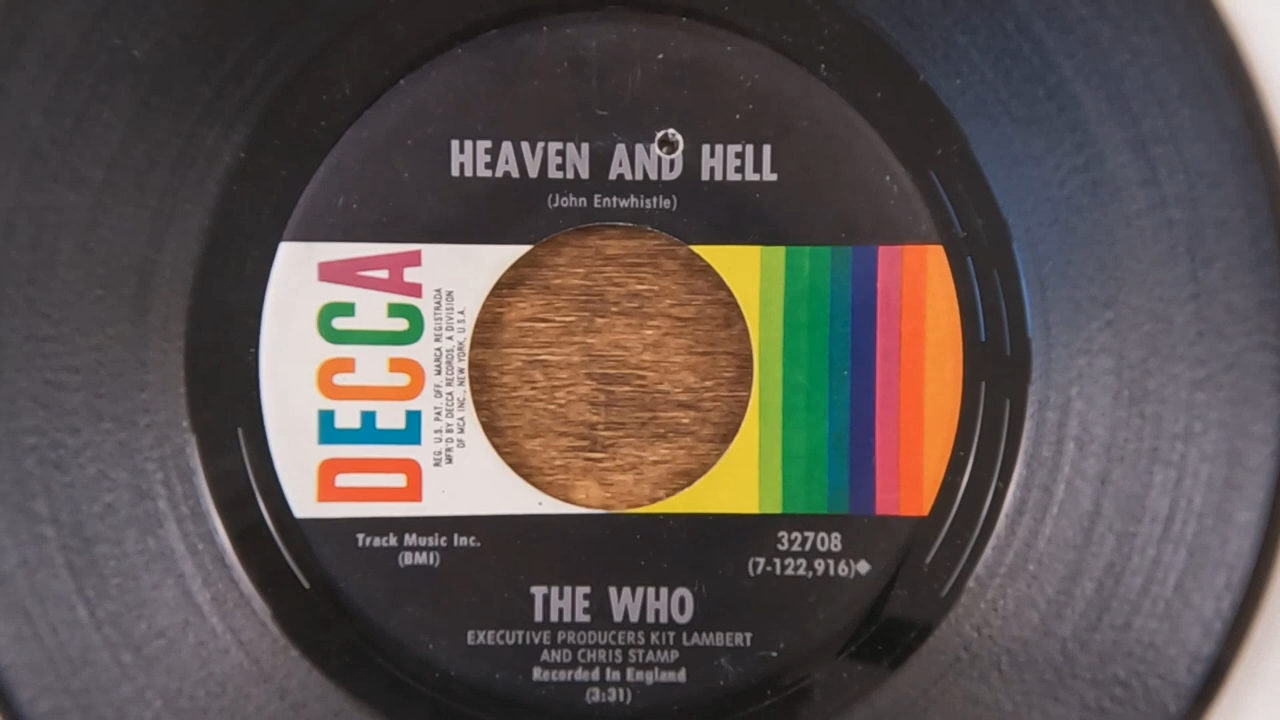 HEAVEN AND HELL
(John Entwhistle)
DECCA
REG. U.S. PAT. OFF. MARCA REGISTRADA
MFR'D BY DECCA RECORDS, A DIVISION
OF MCA INC., NEW YORK, U.S.A.
Track Music Inc.
(BMI)
32708
(7-122,916)◆
THE WHO
EXECUTIVE PRODUCERS KIT LAMBERT
AND CHRIS STAMP
Recorded In England
(3:31)